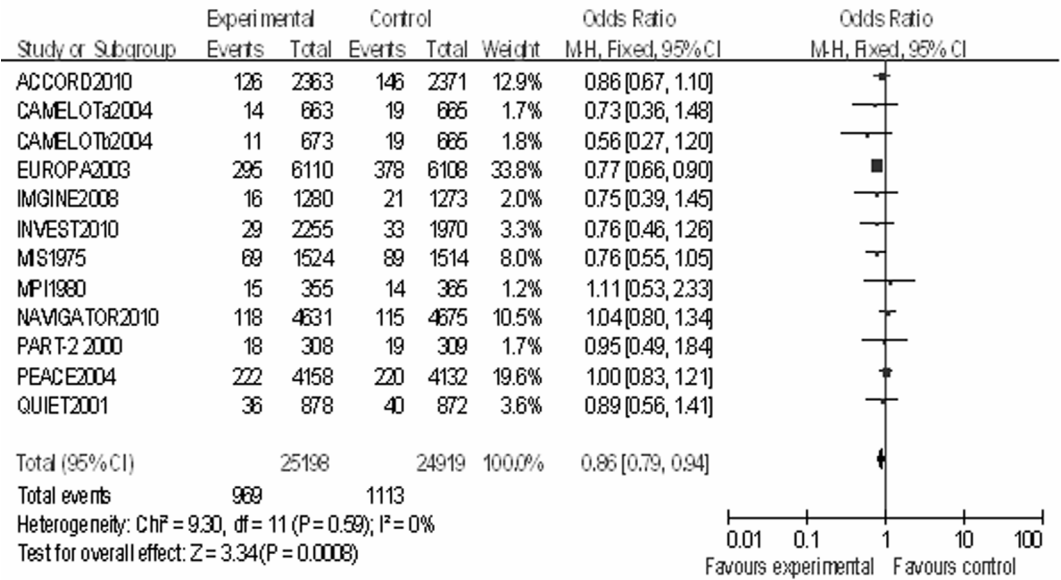 Experimental Control Odds Ratio Odds Ratio
Study or Subgroup Events Total Events Total Weight M-H, Fixed, 95% CI M-H, Fixed, 95% CI
ACCORD2010 126 2363 146 2371 12.9% 0.86 [0.67, 1.10]
CAMELOTa2004 14 663 19 665 1.7% 0.73 [0.36, 1.48]
CAMELOTb2004 11 673 19 665 1.8% 0.56 [0.27, 1.20]
EUROPA2003 295 6110 378 6108 33.8% 0.77 [0.66, 0.90]
IMGINE2008 16 1280 21 1273 2.0% 0.75 [0.39, 1.45]
INVEST2010 29 2255 33 1970 3.3% 0.76 [0.46, 1.26]
MIS1975 69 1524 89 1514 8.0% 0.76 [0.55, 1.05]
MPI1980 15 355 14 365 1.2% 1.11 [0.53, 2.33]
NAVIGATOR2010 118 4631 115 4675 10.5% 1.04 [0.80, 1.34]
PART-2 2000 18 308 19 309 1.7% 0.95 [0.49, 1.84]
PEACE2004 222 4158 220 4132 19.6% 1.00 [0.83, 1.21]
QUIET2001 36 878 40 872 3.6% 0.89 [0.56, 1.41]
Total (95% CI) 25198 24919 100.0% 0.86 [0.79, 0.94]
Total events 969 1113
Heterogeneity: Chi² = 9.30, df = 11 (P = 0.59); I² = 0%
Test for overall effect: Z = 3.34 (P = 0.0008)
0.01 0.1 1 10 100
Favours experimental Favours control